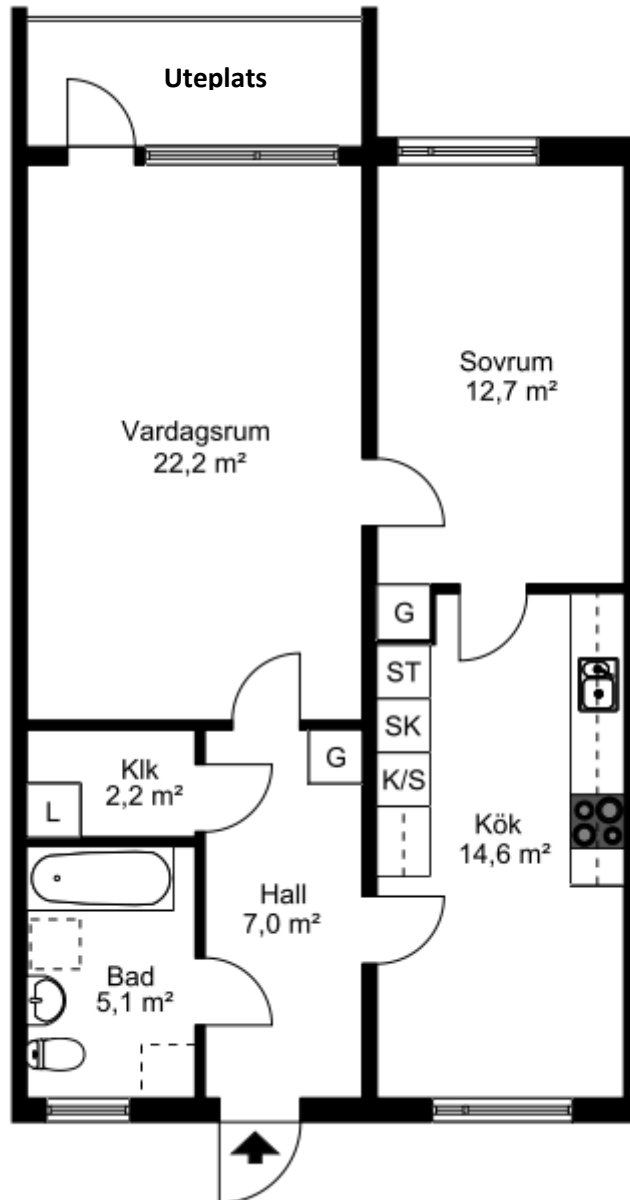 Uteplats
Sovrum
12,7 m²
Vardagsrum
22,2 m²
G
ST
SK
K/S
G
Klk
2,2 m²
L
Kök
14,6 m²
Hall
7,0 m²
Bad
5,1 m²